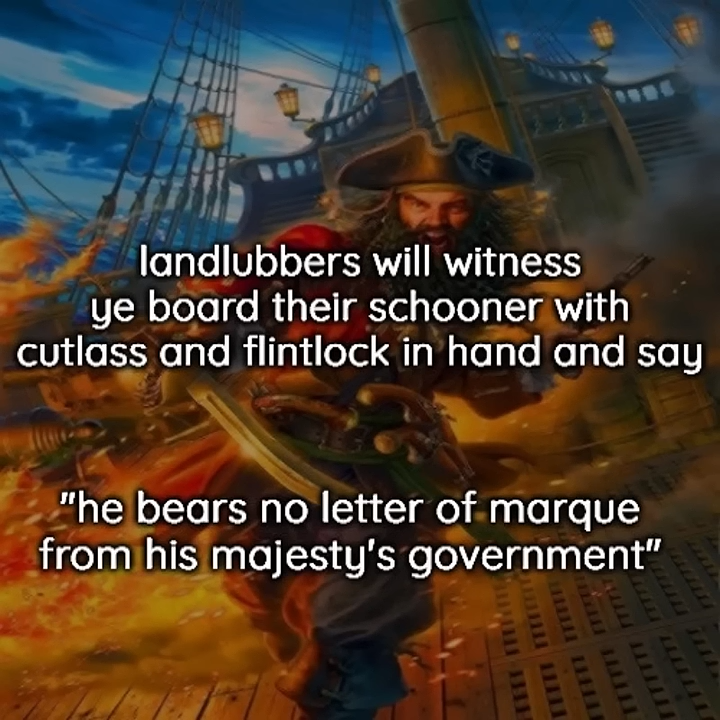 landlubbers will witness
ye board their schooner with
cutlass and flintlock in hand and say
"he bears no letter of marque
from his majesty's government"